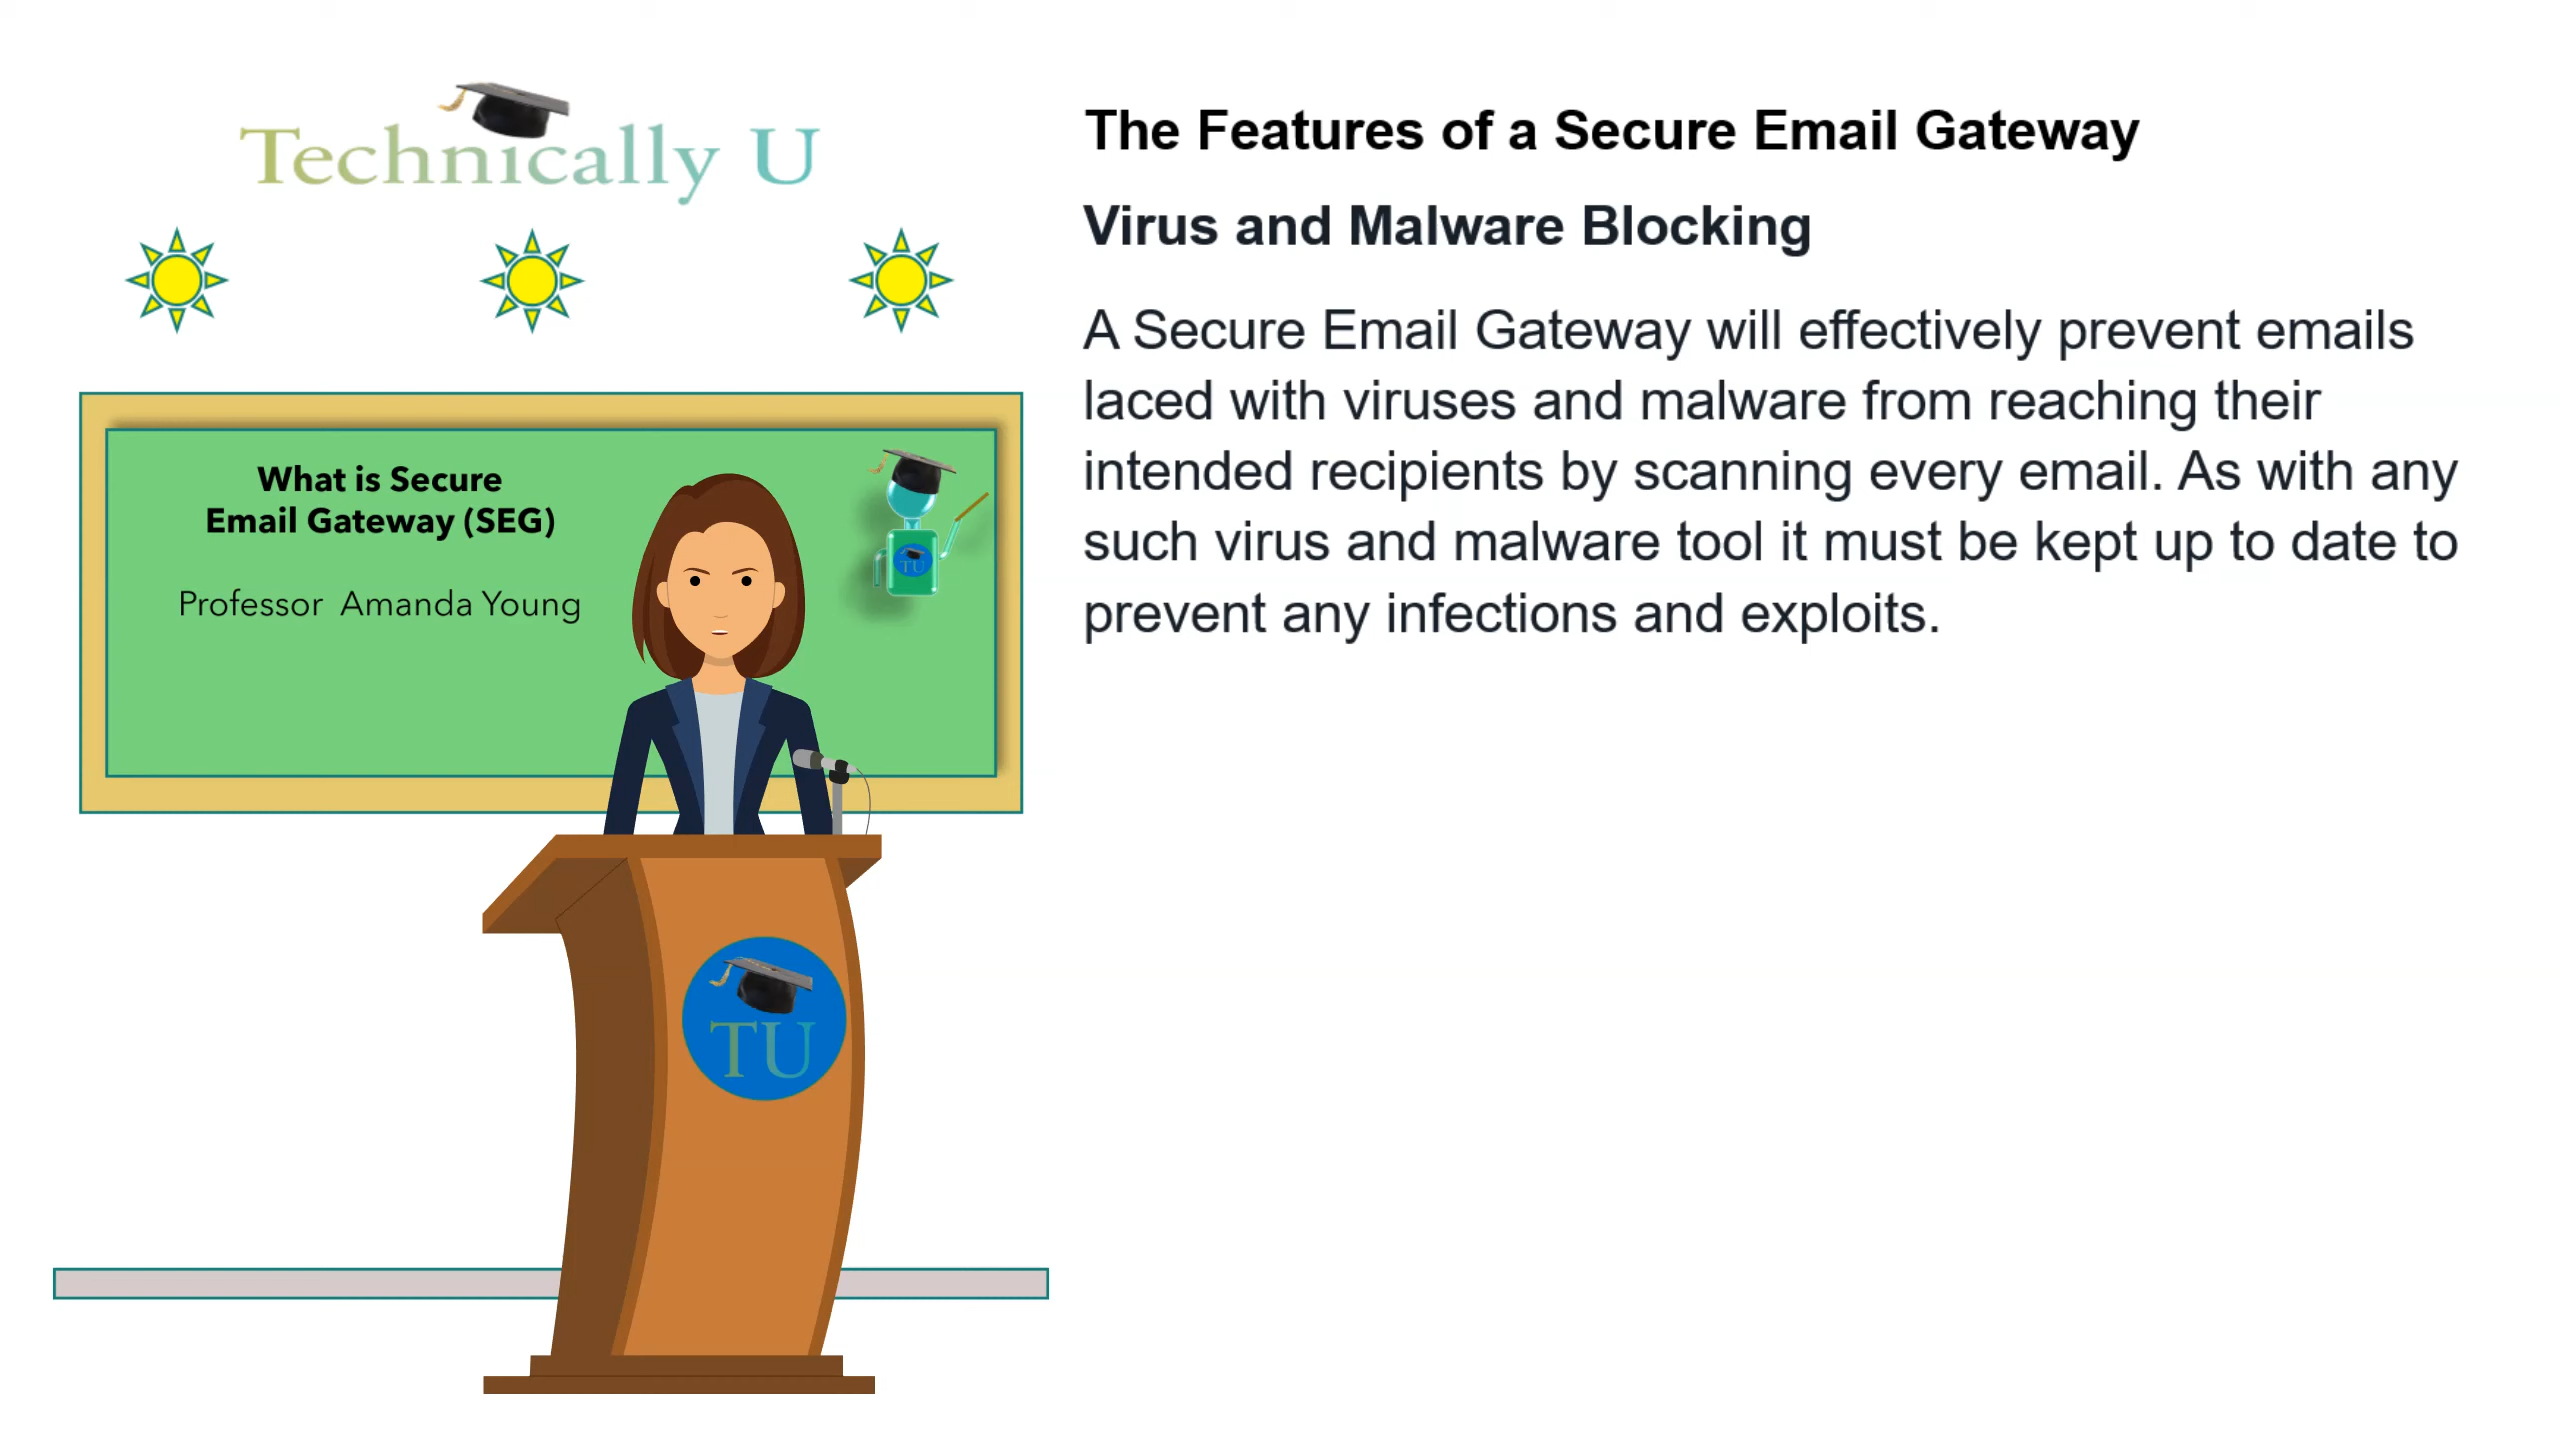 Technically U
What is Secure
Email Gateway (SEG)
Professor Amanda Young
TU
TU
The Features of a Secure Email Gateway
Virus and Malware Blocking
A Secure Email Gateway will effectively prevent emails
laced with viruses and malware from reaching their
intended recipients by scanning every email. As with any
such virus and malware tool it must be kept up to date to
prevent any infections and exploits.